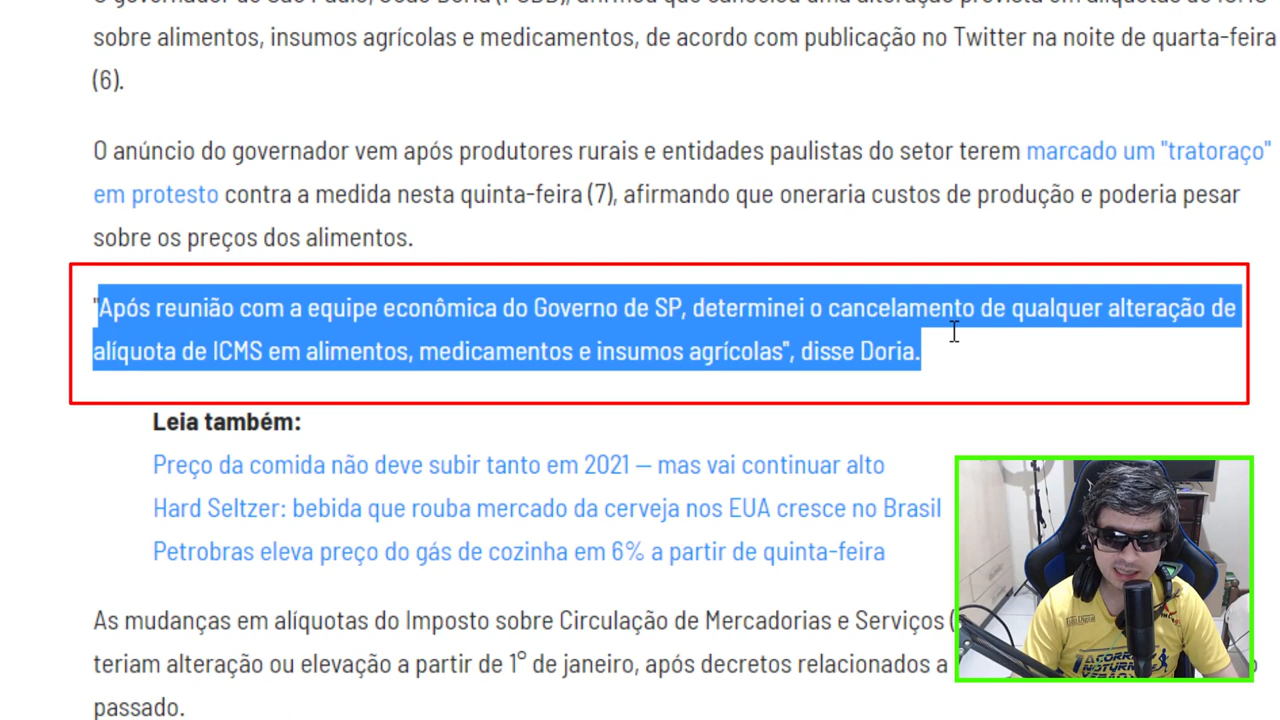 sobre alimentos, insumos agrícolas e medicamentos, de acordo com publicação no Twitter na noite de quarta-feira
(6).
O anúncio do governador vem após produtores rurais e entidades paulistas do setor terem marcado um "tratoraço"
em protesto contra a medida nesta quinta-feira (7), afirmando que oneraria custos de produção e poderia pesar
sobre os preços dos alimentos.
"Após reunião com a equipe econômica do Governo de SP, determinei o cancelamento de qualquer alteração de
alíquota de ICMS em alimentos, medicamentos e insumos agrícolas", disse Doria.
Leia também:
Preço da comida não deve subir tanto em 2021 — mas vai continuar alto
Hard Seltzer: bebida que rouba mercado da cerveja nos EUA cresce no Brasil
Petrobras eleva preço do gás de cozinha em 6% a partir de quinta-feira
As mudanças em alíquotas do Imposto sobre Circulação de Mercadorias e Serviços (
teriam alteração ou elevação a partir de 1° de janeiro, após decretos relacionados a
passado.
A CORRI
NOTURN
VERÃO